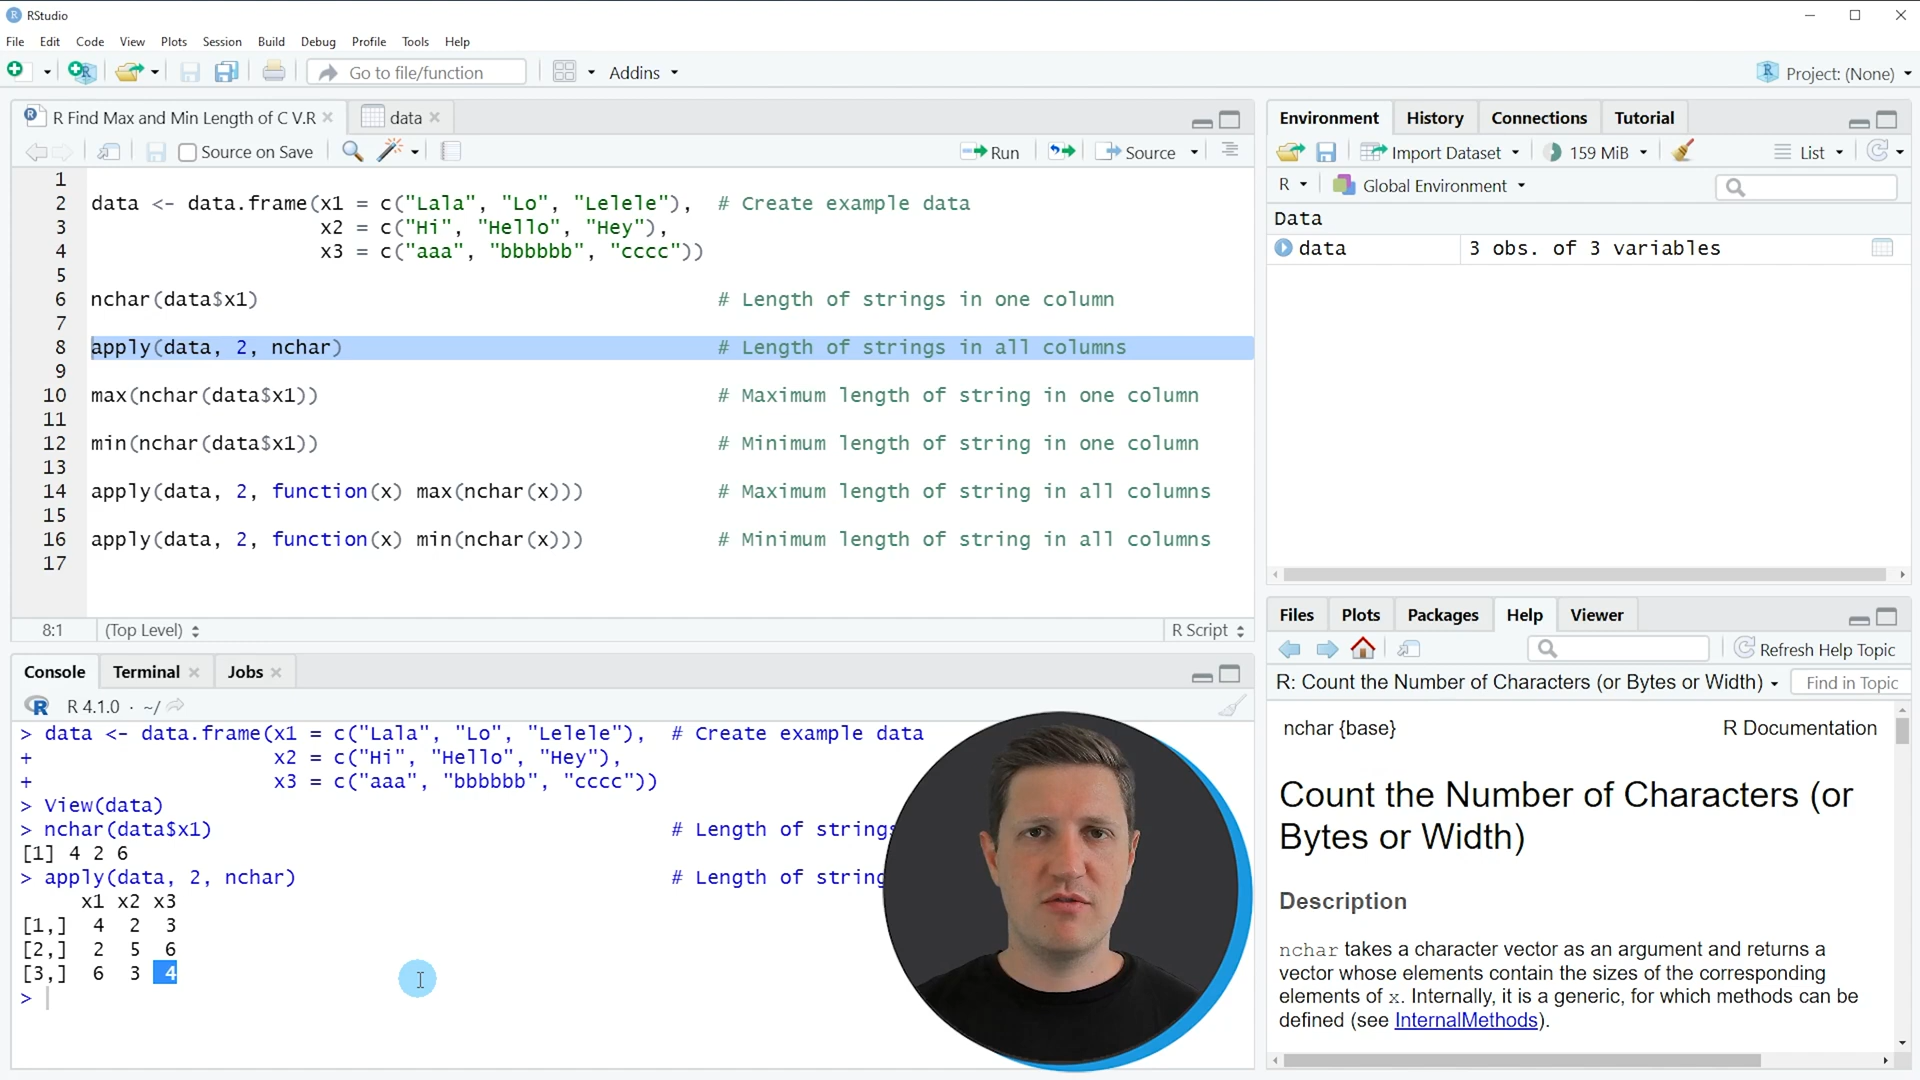 RStudio
File Edit Code View Plots Session Build Debug Profile Tools Help
Go to file/function Addins Project: (None)
R Find Max and Min Length of C V.R data
Source on Save Run Source
1
2 data <- data.frame(x1 = c("Lala", "Lo", "Lelele"), # Create example data
3 x2 = c("Hi", "Hello", "Hey"),
4 x3 = c("aaa", "bbbbbb", "cccc"))
5
6 nchar(data$x1) # Length of strings in one column
7
8 apply(data, 2, nchar) # Length of strings in all columns
9
10 max(nchar(data$x1)) # Maximum length of string in one column
11
12 min(nchar(data$x1)) # Minimum length of string in one column
13
14 apply(data, 2, function(x) max(nchar(x))) # Maximum length of string in all columns
15
16 apply(data, 2, function(x) min(nchar(x))) # Minimum length of string in all columns
17
8:1 (Top Level) R Script
Console Terminal Jobs
R 4.1.0 · ~/
> data <- data.frame(x1 = c("Lala", "Lo", "Lelele"), # Create example data
+ x2 = c("Hi", "Hello", "Hey"),
+ x3 = c("aaa", "bbbbbb", "cccc"))
> View(data)
> nchar(data$x1) # Length of strings
[1] 4 2 6
> apply(data, 2, nchar) # Length of string
x1 x2 x3
[1,] 4 2 3
[2,] 2 5 6
[3,] 6 3 4
>
Environment History Connections Tutorial
Import Dataset 159 MiB List
R Global Environment
Data
data 3 obs. of 3 variables
Files Plots Packages Help Viewer
Refresh Help Topic
R: Count the Number of Characters (or Bytes or Width) Find in Topic
nchar {base} R Documentation
Count the Number of Characters (or
Bytes or Width)
Description
nchar takes a character vector as an argument and returns a
vector whose elements contain the sizes of the corresponding
elements of x. Internally, it is a generic, for which methods can be
defined (see InternalMethods).